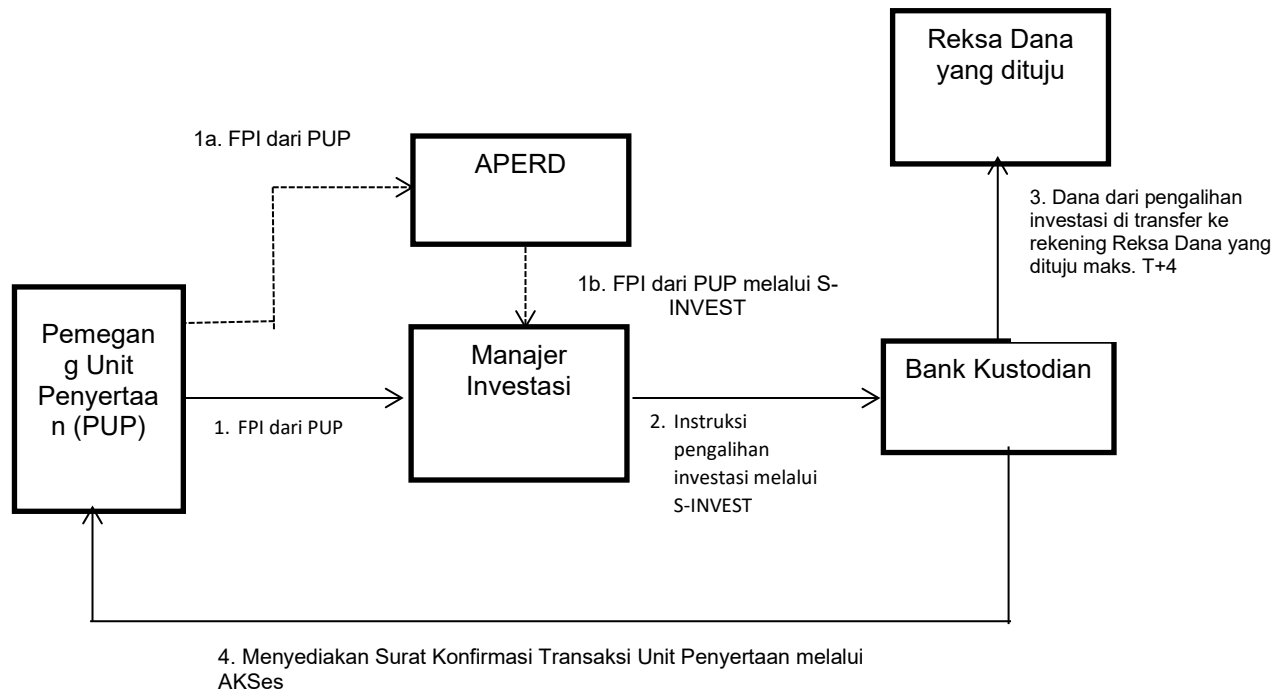 Reksa Dana
yang dituju
1a. FPI dari PUP
APERD
3. Dana dari pengalihan
investasi di transfer ke
rekening Reksa Dana yang
dituju maks. T+4
1b. FPI dari PUP melalui S-
INVEST
Pemegan
g Unit
Penyertaa
n (PUP)
Manajer
Investasi
Bank Kustodian
1. FPI dari PUP
2. Instruksi
pengalihan
investasi melalui
S-INVEST
4. Menyediakan Surat Konfirmasi Transaksi Unit Penyertaan melalui
AKSes